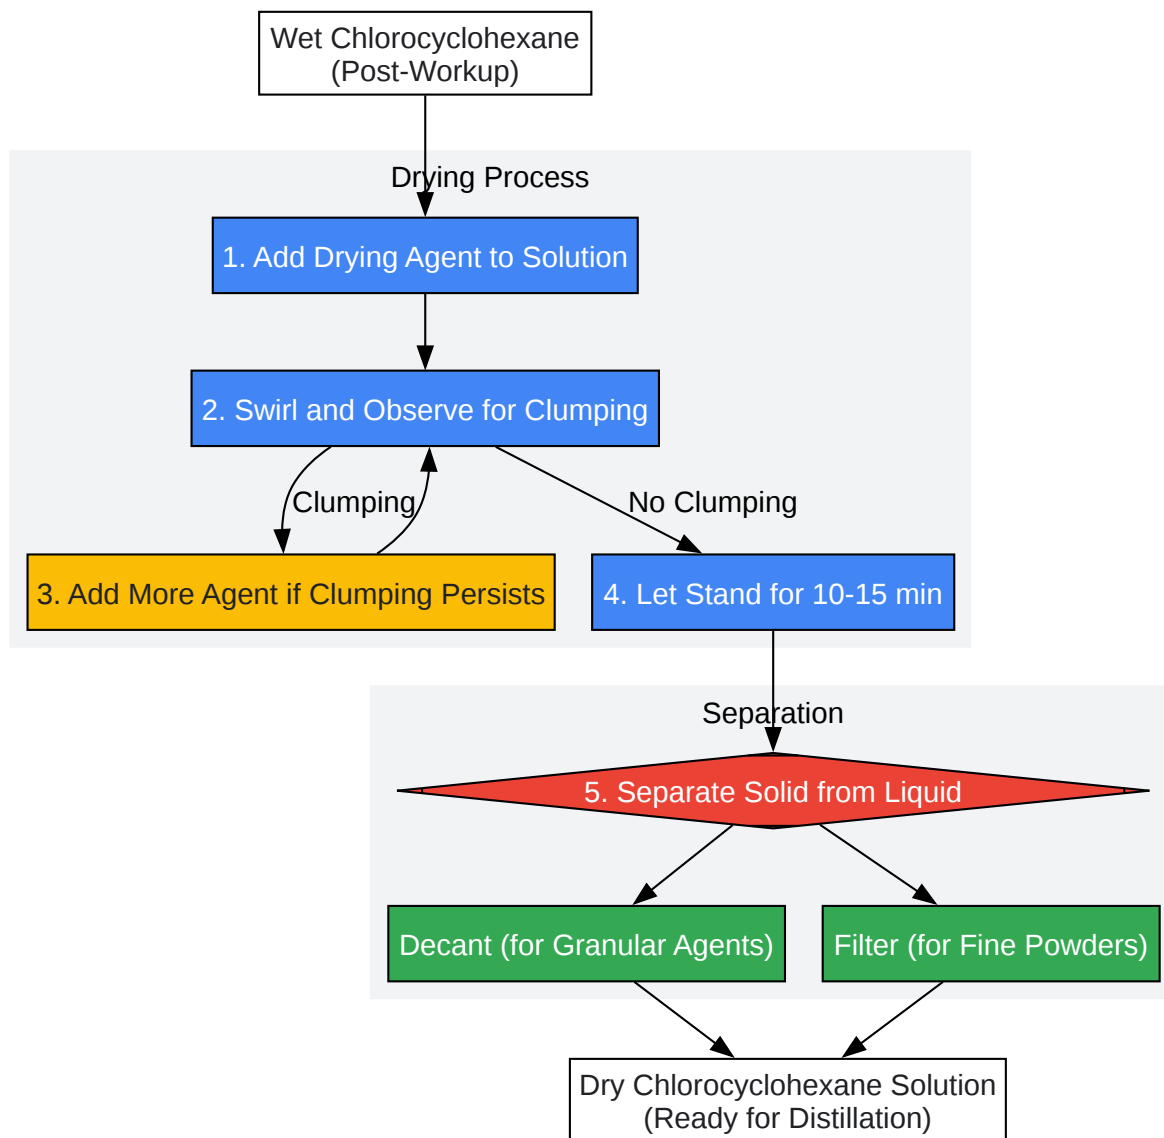 Wet Chlorocyclohexane
(Post-Workup)
Drying Process
1. Add Drying Agent to Solution
2. Swirl and Observe for Clumping
Clumping
No Clumping
3. Add More Agent if Clumping Persists
4. Let Stand for 10-15 min
Separation
5. Separate Solid from Liquid
Decant (for Granular Agents)
Filter (for Fine Powders)
Dry Chlorocyclohexane Solution
(Ready for Distillation)